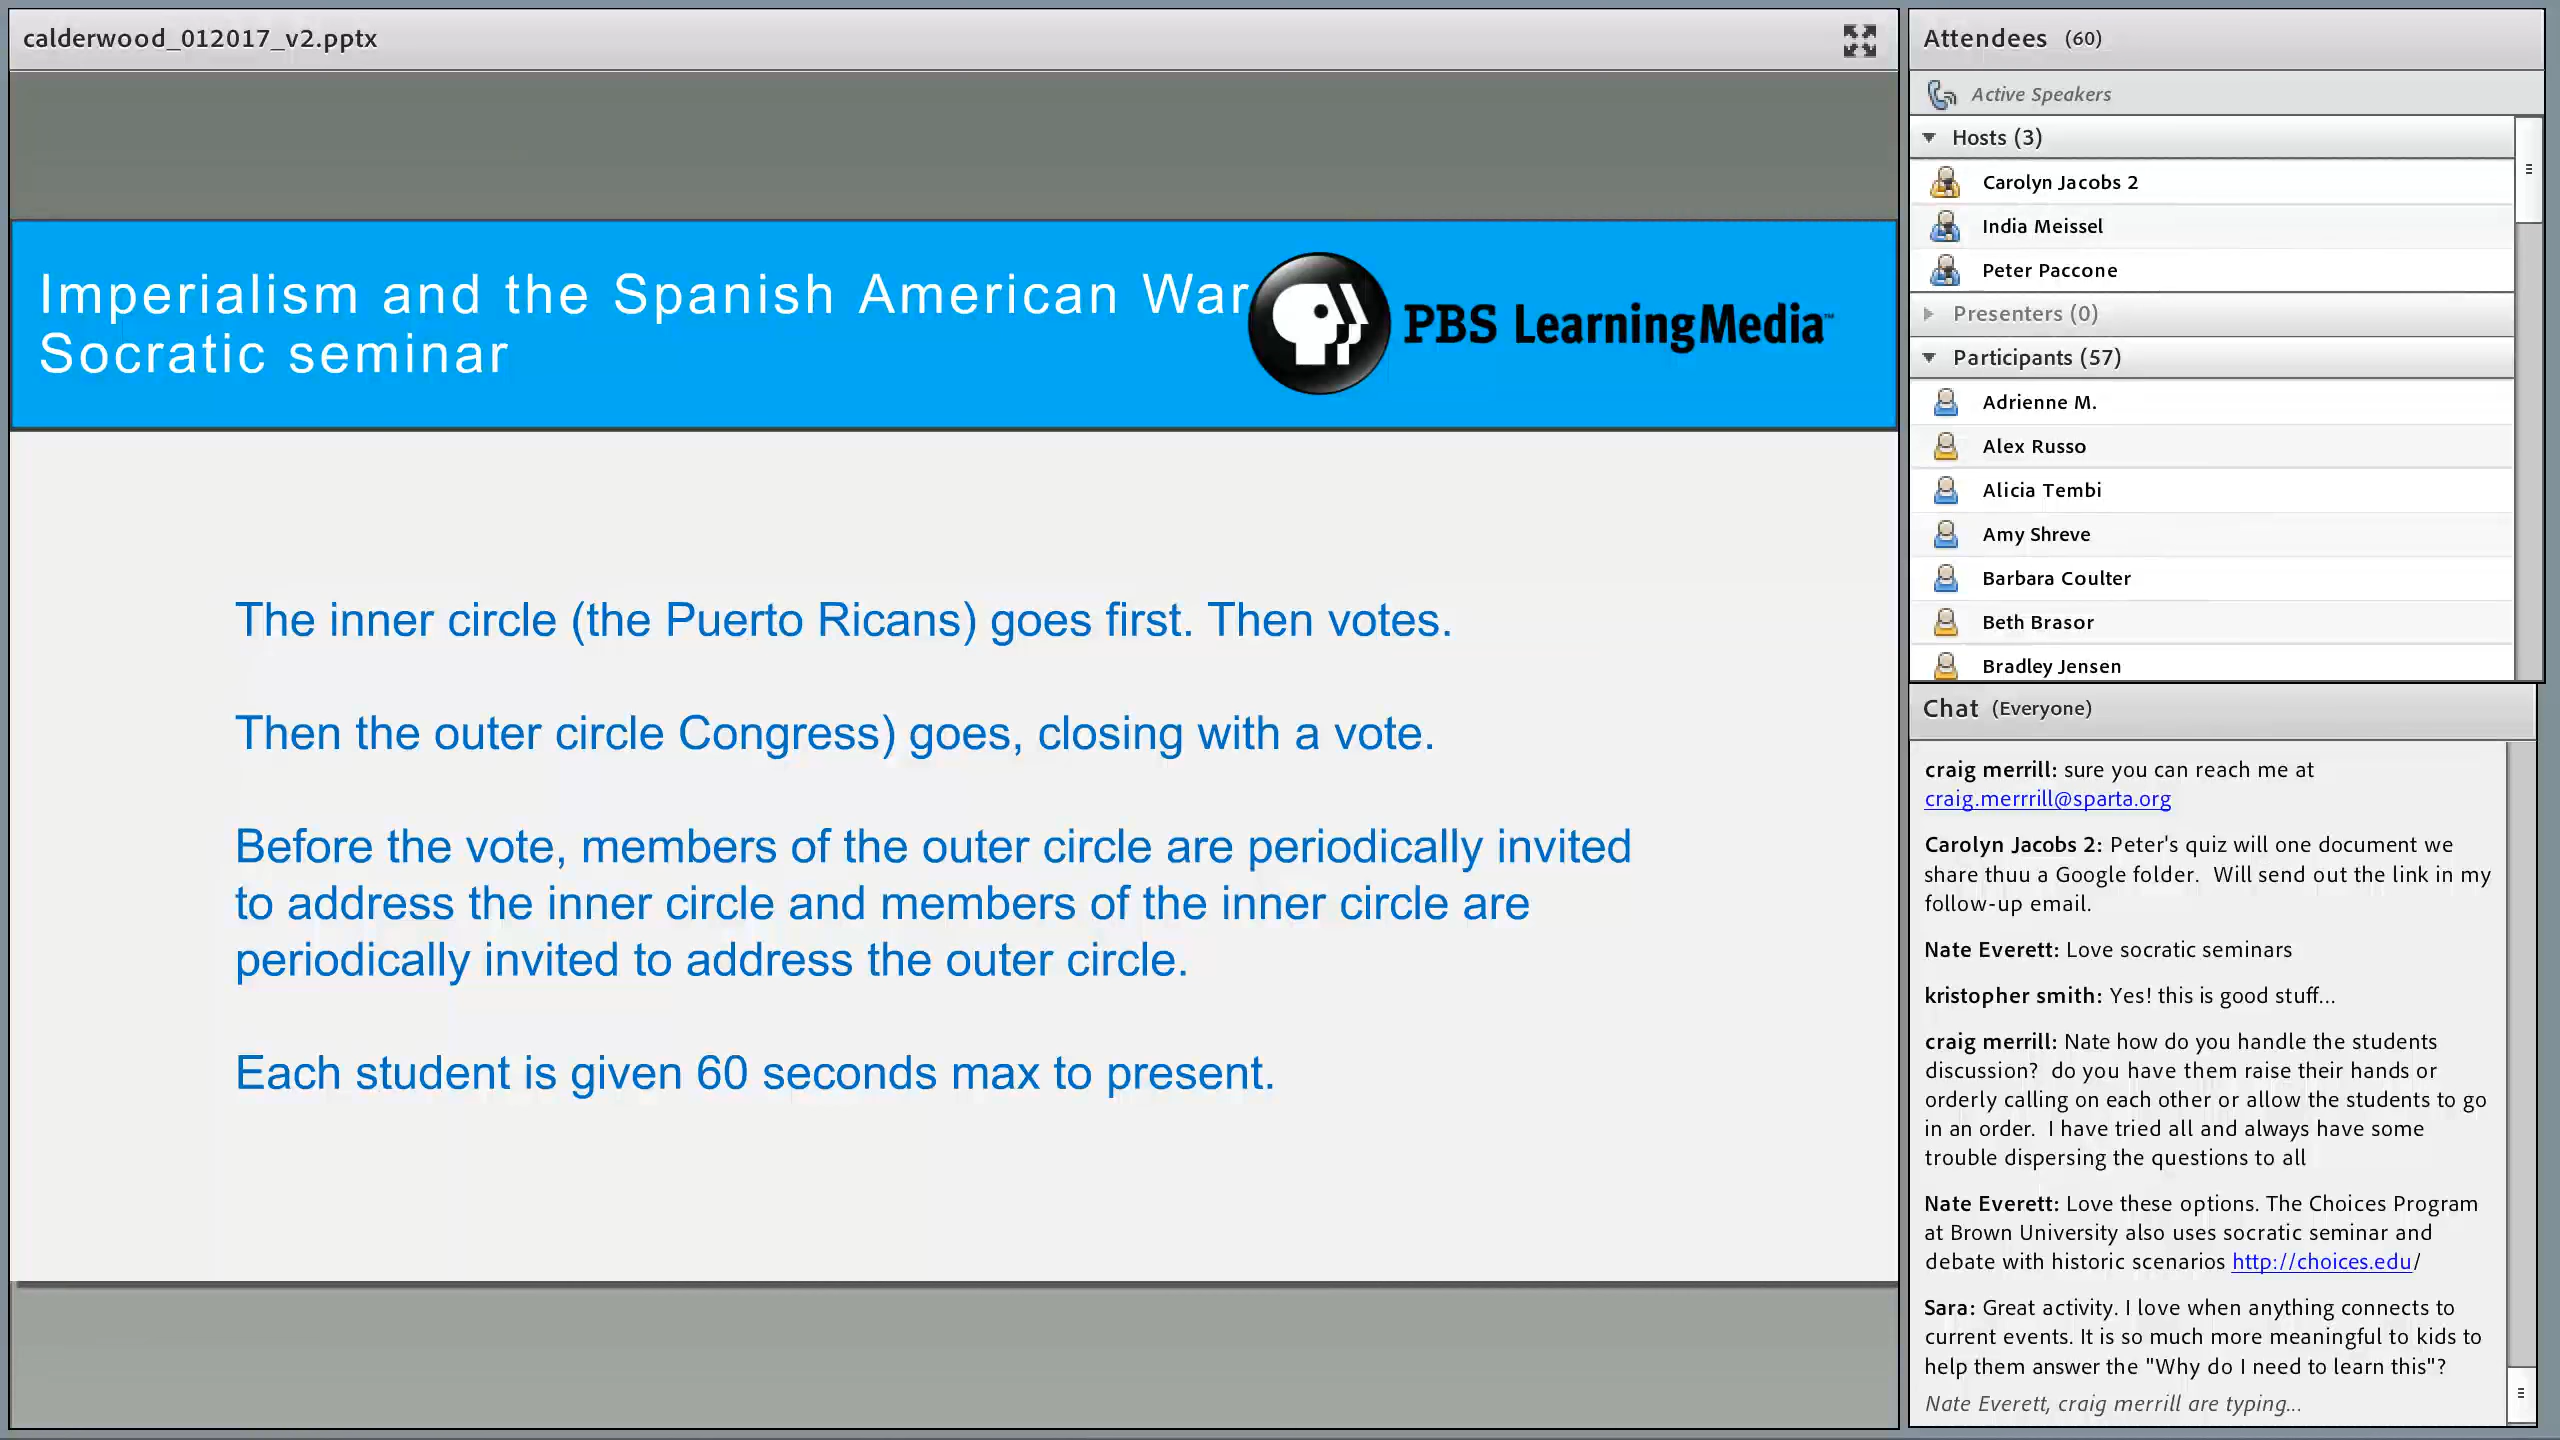 calderwood_012017_v2.pptx
Imperialism and the Spanish American War
Socratic seminar
PBS LearningMedia™
The inner circle (the Puerto Ricans) goes first. Then votes.
Then the outer circle Congress) goes, closing with a vote.
Before the vote, members of the outer circle are periodically invited
to address the inner circle and members of the inner circle are
periodically invited to address the outer circle.
Each student is given 60 seconds max to present.
Attendees (60)
Active Speakers
Hosts (3)
Carolyn Jacobs 2
India Meissel
Peter Paccone
Presenters (0)
Participants (57)
Adrienne M.
Alex Russo
Alicia Tembi
Amy Shreve
Barbara Coulter
Beth Brasor
Bradley Jensen
Chat (Everyone)
craig merrill: sure you can reach me at
craig.merrrill@sparta.org
Carolyn Jacobs 2: Peter's quiz will one document we
share thuu a Google folder. Will send out the link in my
follow-up email.
Nate Everett: Love socratic seminars
kristopher smith: Yes! this is good stuff...
craig merrill: Nate how do you handle the students
discussion? do you have them raise their hands or
orderly calling on each other or allow the students to go
in an order. I have tried all and always have some
trouble dispersing the questions to all
Nate Everett: Love these options. The Choices Program
at Brown University also uses socratic seminar and
debate with historic scenarios http://choices.edu/
Sara: Great activity. I love when anything connects to
current events. It is so much more meaningful to kids to
help them answer the "Why do I need to learn this"?
Nate Everett, craig merrill are typing...